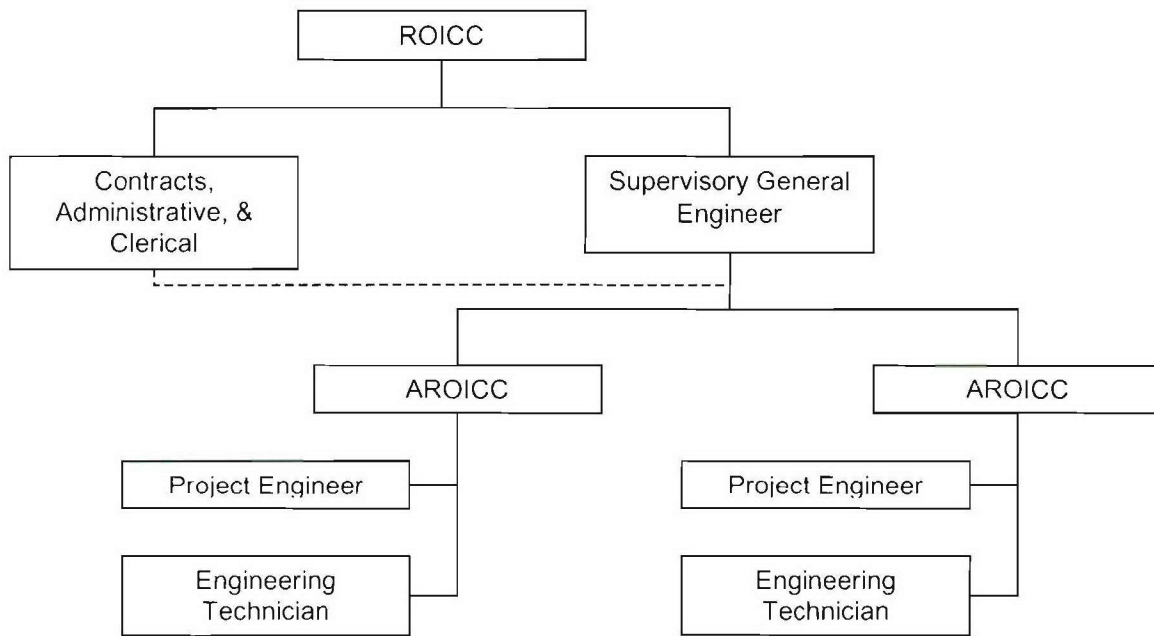 ROICC
Contracts,
Administrative, &
Clerical
Supervisory General
Engineer
AROICC
AROICC
Project Engineer
Project Engineer
Engineering
Technician
Engineering
Technician